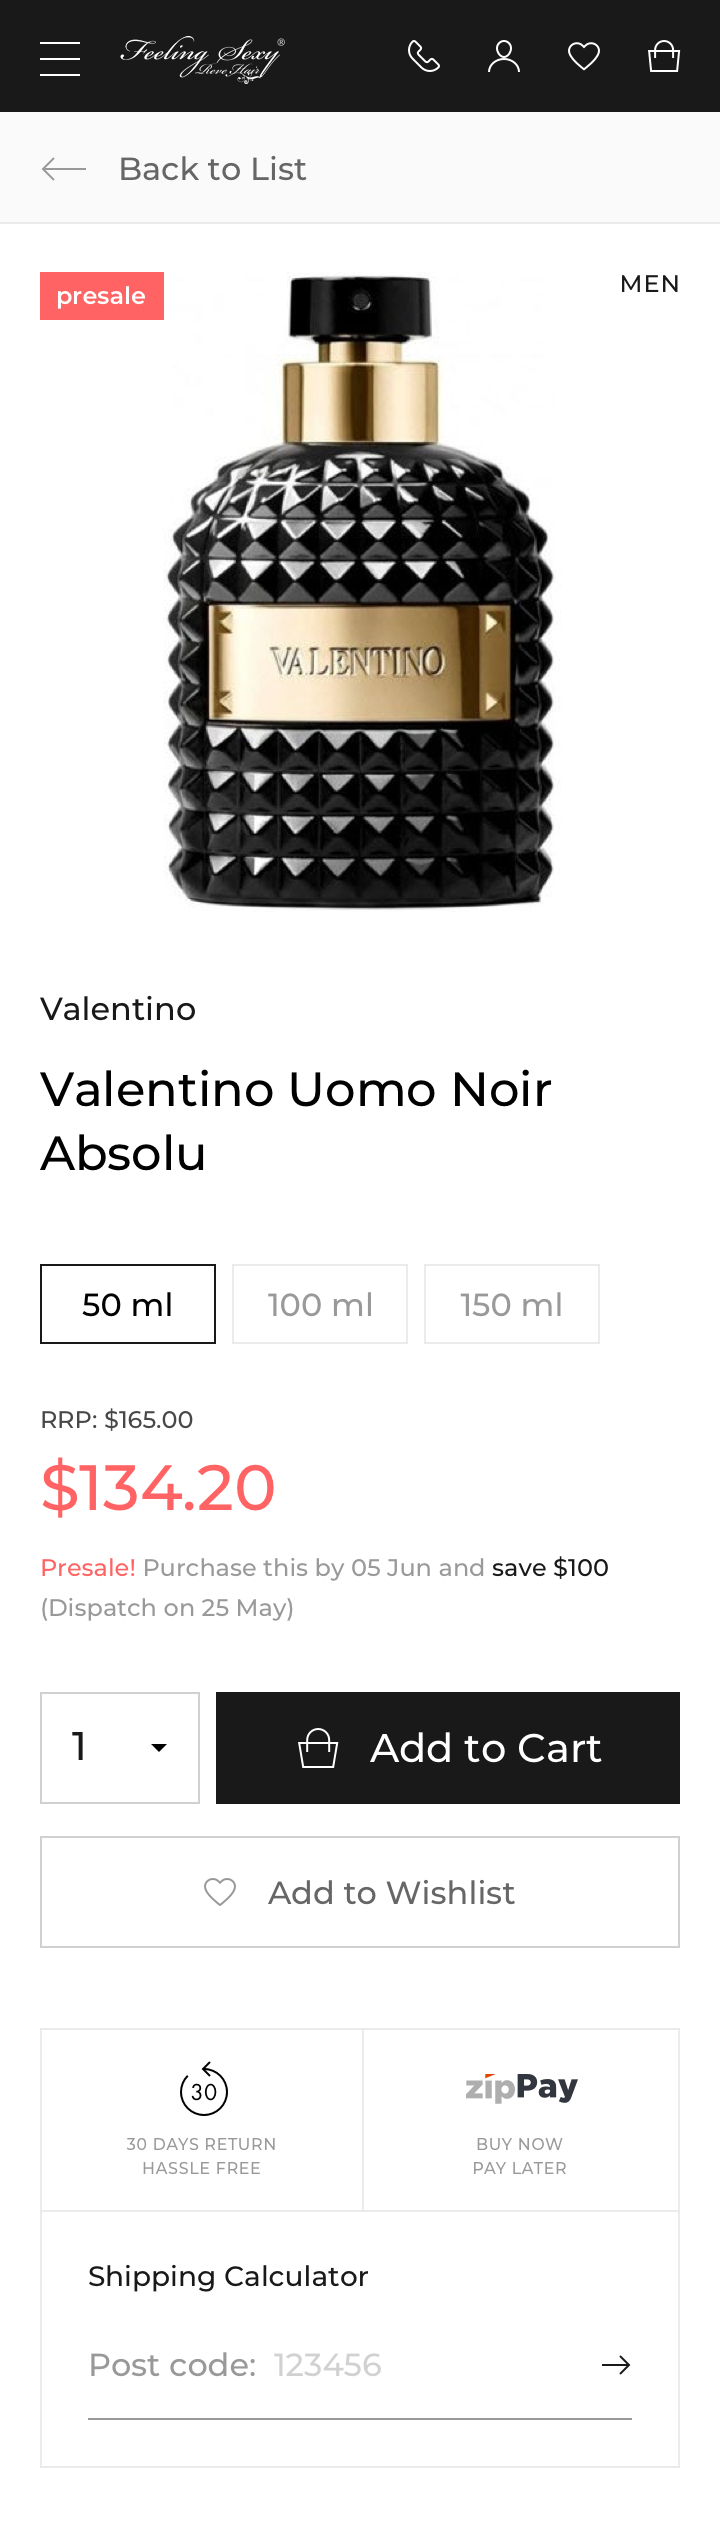 Feeling Sexy®
Reve Hair
Back to List
presale
MEN
VALENTINO
Valentino
Valentino Uomo Noir
Absolu
50 ml
100 ml
150 ml
RRP: $165.00
$134.20
Presale! Purchase this by 05 Jun and save $100
(Dispatch on 25 May)
1
Add to Cart
Add to Wishlist
30
30 DAYS RETURN
HASSLE FREE
zipPay
BUY NOW
PAY LATER
Shipping Calculator
Post code: 123456